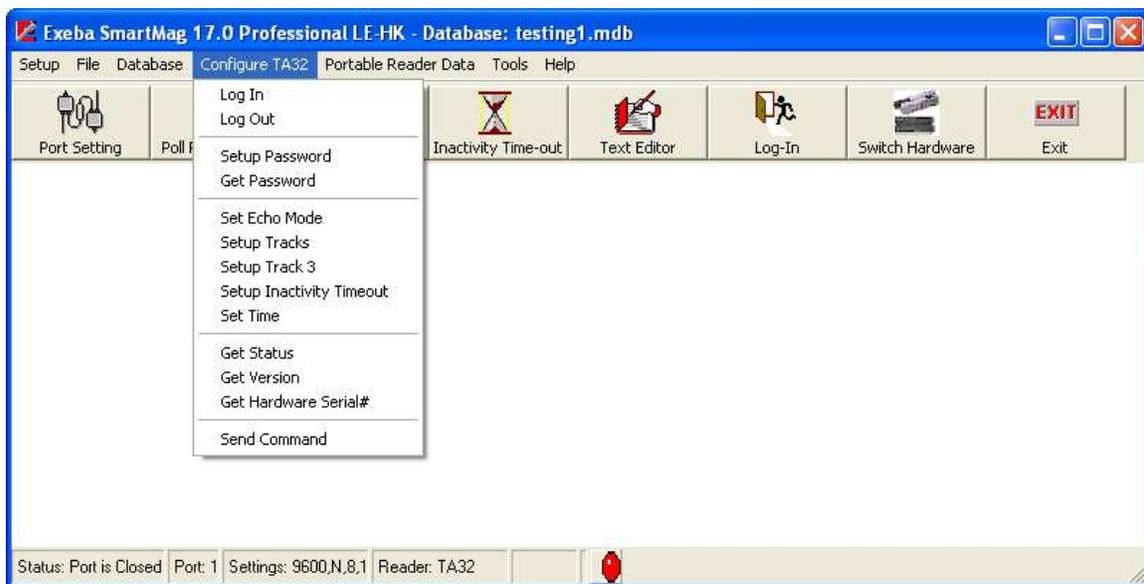 Exeba SmartMag 17.0 Professional LE-HK - Database: testing1.mdb
Setup File Database Configure TA32 Portable Reader Data Tools Help
Port Setting Poll Inactivity Time-out Text Editor Log-In Switch Hardware EXIT Exit
Log In
Log Out
Setup Password
Get Password
Set Echo Mode
Setup Tracks
Setup Track 3
Setup Inactivity Timeout
Set Time
Get Status
Get Version
Get Hardware Serial#
Send Command
Status: Port is Closed Port: 1 Settings: 9600,N,8,1 Reader: TA32